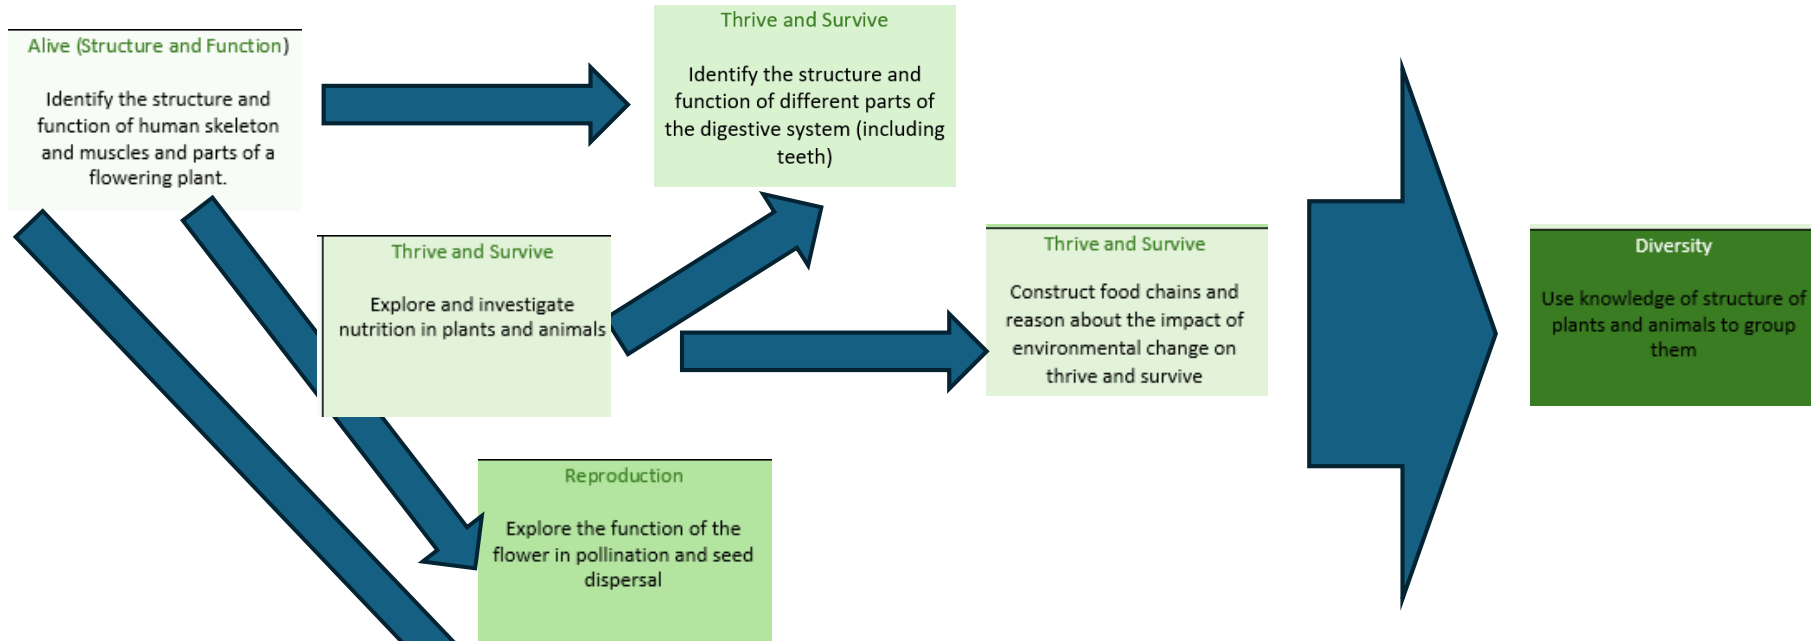 Alive (Structure and Function)
Identify the structure and
function of human skeleton
and muscles and parts of a
flowering plant.
Thrive and Survive
Identify the structure and
function of different parts of
the digestive system (including
teeth)
Thrive and Survive
Explore and investigate
nutrition in plants and animals
Thrive and Survive
Construct food chains and
reason about the impact of
environmental change on
thrive and survive
Reproduction
Explore the function of the
flower in pollination and seed
dispersal
Diversity
Use knowledge of structure of
plants and animals to group
them